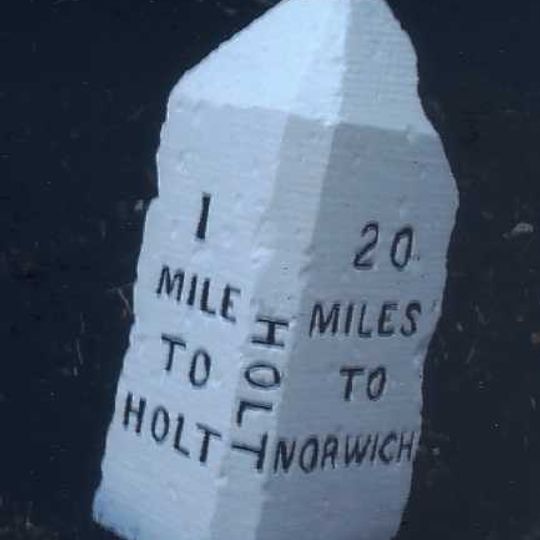 1
MILE
TO
HOLT
HOLT
20
MILES
TO
NORWICH